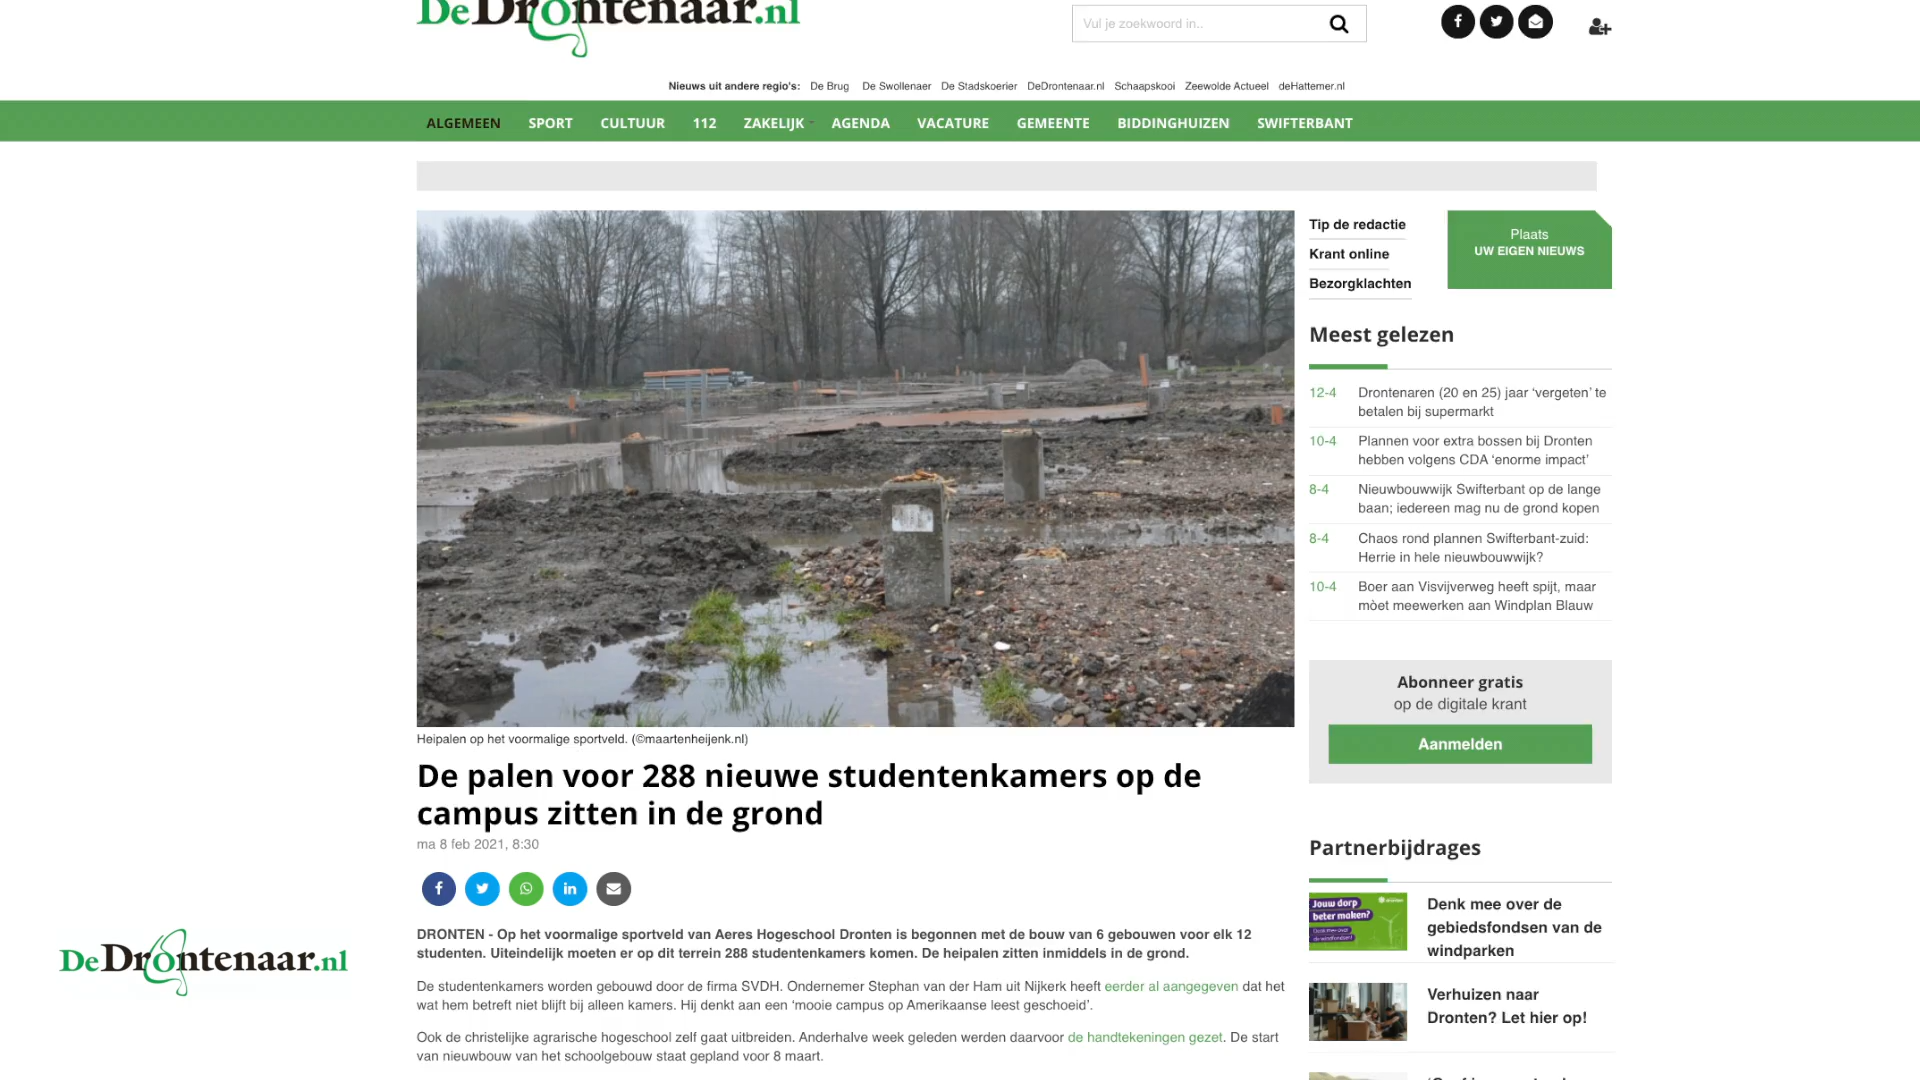 DeDrontenaar.nl
Vul je zoekwoord in..
Nieuws uit andere regio's: De Brug De Swollenaer De Stadskoerier DeDrontenaar.nl Schaapskooi Zeewolde Actueel deHattemer.nl
ALGEMEEN SPORT CULTUUR 112 ZAKELIJK AGENDA VACATURE GEMEENTE BIDDINGHUIZEN SWIFTERBANT
Heipalen op het voormalige sportveld. (©maartenheijenk.nl)
De palen voor 288 nieuwe studentenkamers op de
campus zitten in de grond
ma 8 feb 2021, 8:30
DRONTEN - Op het voormalige sportveld van Aeres Hogeschool Dronten is begonnen met de bouw van 6 gebouwen voor elk 12
studenten. Uiteindelijk moeten er op dit terrein 288 studentenkamers komen. De heipalen zitten inmiddels in de grond.
De studentenkamers worden gebouwd door de firma SVDH. Ondernemer Stephan van der Ham uit Nijkerk heeft eerder al aangegeven dat het
wat hem betreft niet blijft bij alleen kamers. Hij denkt aan een ‘mooie campus op Amerikaanse leest geschoeid’.
Ook de christelijke agrarische hogeschool zelf gaat uitbreiden. Anderhalve week geleden werden daarvoor de handtekeningen gezet. De start
van nieuwbouw van het schoolgebouw staat gepland voor 8 maart.
Tip de redactie
Krant online
Bezorgklachten
Plaats
UW EIGEN NIEUWS
Meest gelezen
12-4 Drontenaren (20 en 25) jaar ‘vergeten’ te
betalen bij supermarkt
10-4 Plannen voor extra bossen bij Dronten
hebben volgens CDA ‘enorme impact’
8-4 Nieuwbouwwijk Swifterbant op de lange
baan; iedereen mag nu de grond kopen
8-4 Chaos rond plannen Swifterbant-zuid:
Herrie in hele nieuwbouwwijk?
10-4 Boer aan Visvijverweg heeft spijt, maar
mòet meewerken aan Windplan Blauw
Abonneer gratis
op de digitale krant
Aanmelden
Partnerbijdrages
Jouw dorp
beter maken?
Denk mee over de
gebiedsfondsen van de
windparken
Verhuizen naar
Dronten? Let hier op!
DeDrontenaar.nl